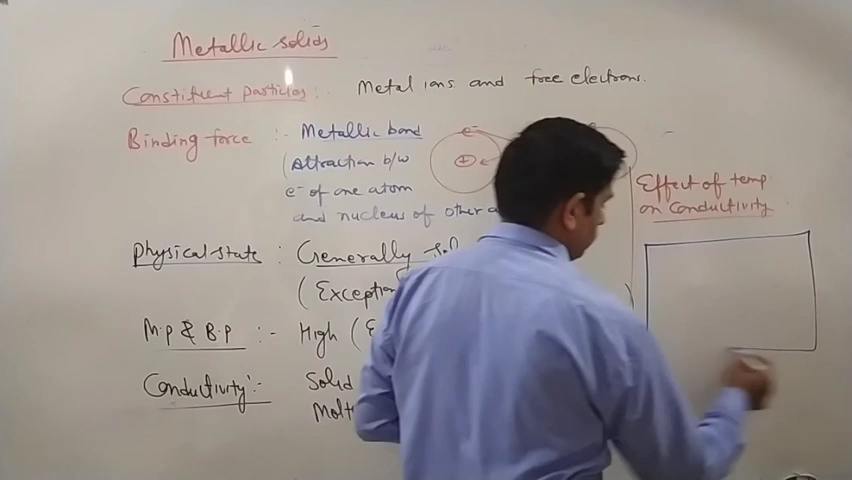 Metallic solids
Constituent particles : Metal ions and free electrons.
Binding force :- Metallic bond
(Attraction b/w
e⁻ of one atom
and nucleus of other
e⁻
+
Effect of temp.
on Conductivity :
Physical state : Generally
(Exception
M.p & B.p :- High (
Conductivity :- Solid